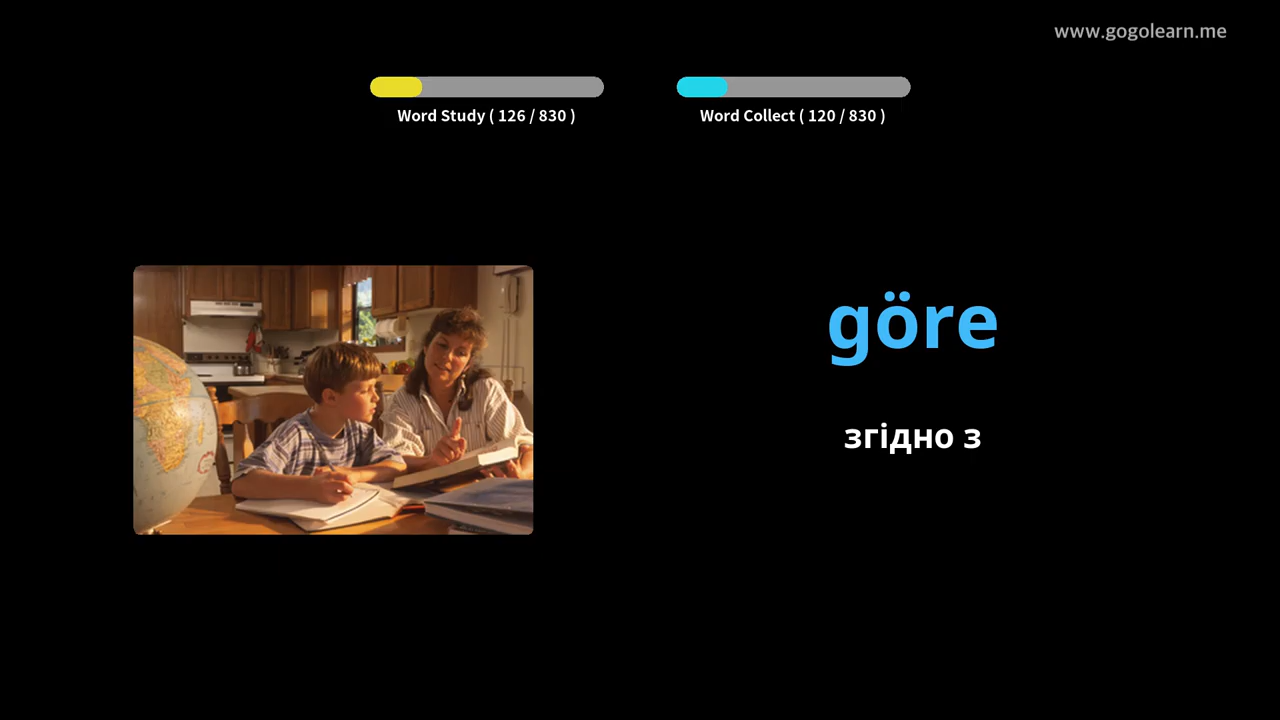 www.gogolearn.me
Word Study ( 126 / 830 )
Word Collect ( 120 / 830 )
göre
згідно з